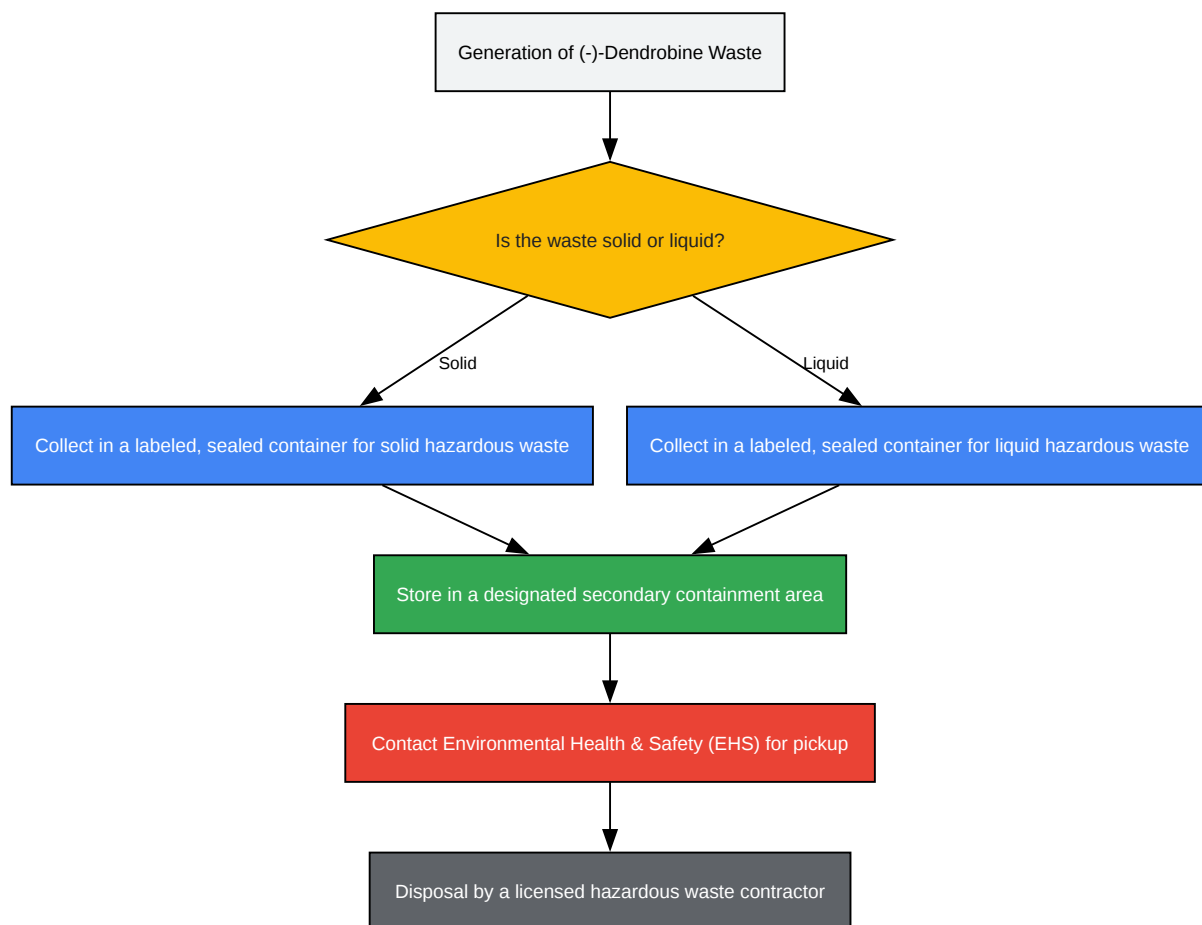 Generation of (-)-Dendrobine Waste
Is the waste solid or liquid?
Solid
Liquid
Collect in a labeled, sealed container for solid hazardous waste
Collect in a labeled, sealed container for liquid hazardous waste
Store in a designated secondary containment area
Contact Environmental Health & Safety (EHS) for pickup
Disposal by a licensed hazardous waste contractor